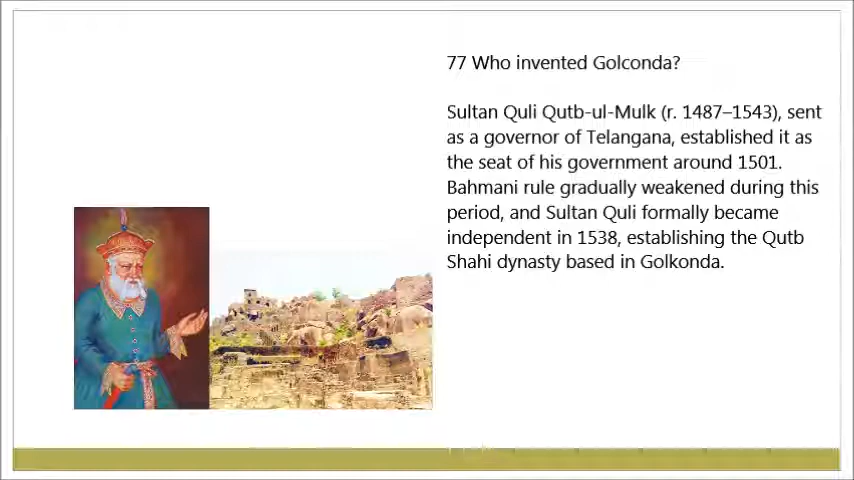 77 Who invented Golconda?
Sultan Quli Qutb-ul-Mulk (r. 1487–1543), sent
as a governor of Telangana, established it as
the seat of his government around 1501.
Bahmani rule gradually weakened during this
period, and Sultan Quli formally became
independent in 1538, establishing the Qutb
Shahi dynasty based in Golkonda.